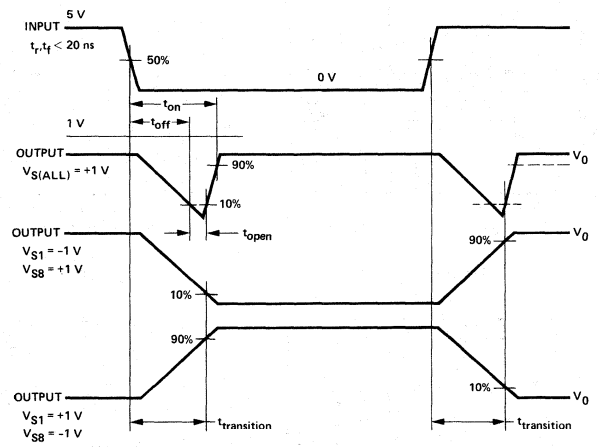 5 V
INPUT
tr,tf < 20 ns
50%
0 V
ton
toff
1 V
OUTPUT
VS(ALL) = +1 V
90%
V0
10%
topen
OUTPUT
VS1 = −1 V
VS8 = +1 V
90%
V0
10%
90%
10%
OUTPUT
V0
VS1 = +1 V
VS8 = −1 V
ttransition
ttransition